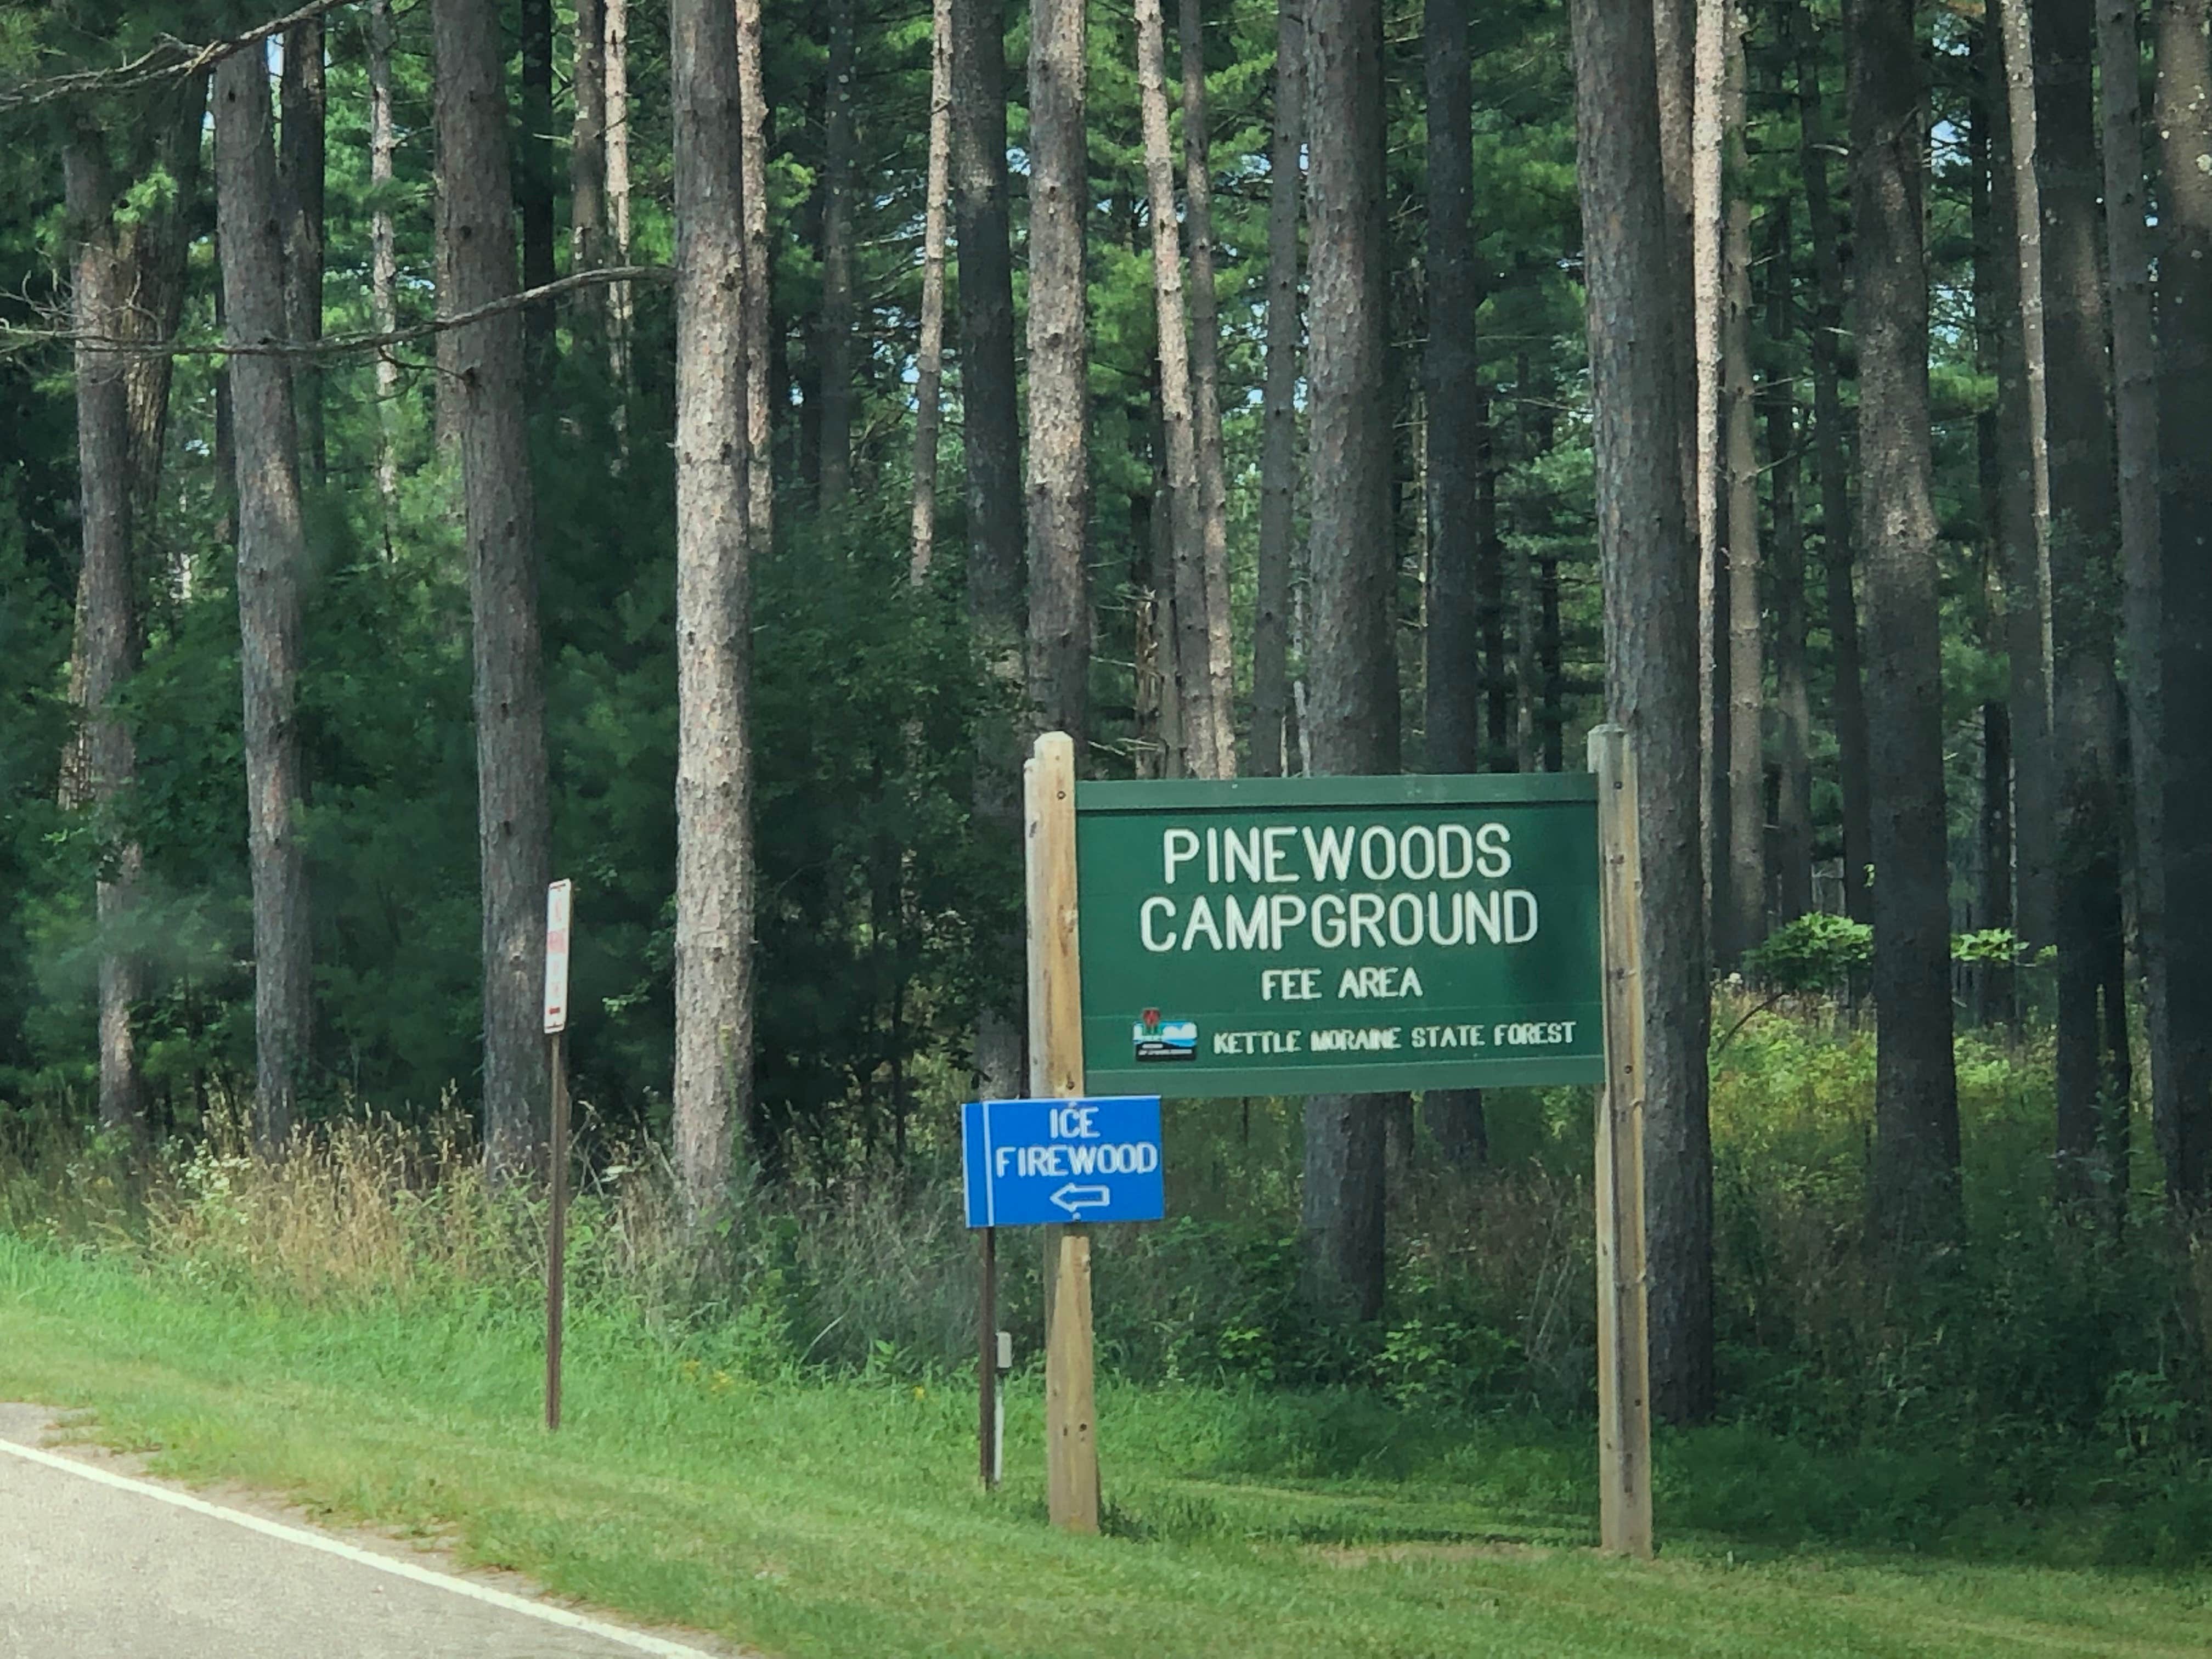 PINEWOODS
CAMPGROUND
FEE AREA
KETTLE MORAINE STATE FOREST
ICE
FIREWOOD